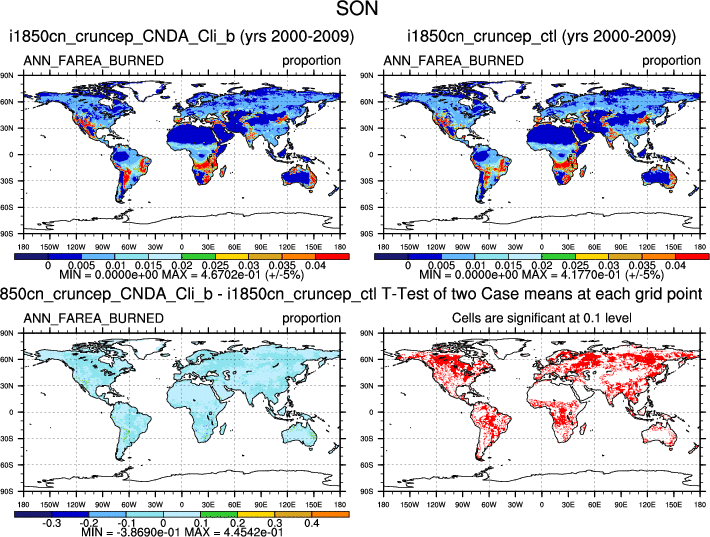 SON
i1850cn_cruncep_CNDA_Cli_b (yrs 2000-2009)
i1850cn_cruncep_ctl (yrs 2000-2009)
ANN_FAREA_BURNED proportion
ANN_FAREA_BURNED proportion
90N
60N
30N
0
30S
60S
90S
180 150W 120W 90W 60W 30W 0 30E 60E 90E 120E 150E 180
90N
60N
30N
0
30S
60S
90S
180 150W 120W 90W 60W 30W 0 30E 60E 90E 120E 150E 180
0 0.005 0.01 0.015 0.02 0.025 0.03 0.035 0.04
MIN = 0.0000e+00 MAX = 4.6702e-01 (+/-5%)
0 0.005 0.01 0.015 0.02 0.025 0.03 0.035 0.04
MIN = 0.0000e+00 MAX = 4.1770e-01 (+/-5%)
850cn_cruncep_CNDA_Cli_b - i1850cn_cruncep_ctl T-Test of two Case means at each grid point
ANN_FAREA_BURNED proportion
Cells are significant at 0.1 level
90N
60N
30N
0
30S
60S
90S
180 150W 120W 90W 60W 30W 0 30E 60E 90E 120E 150E 180
90N
60N
30N
0
30S
60S
90S
180 150W 120W 90W 60W 30W 0 30E 60E 90E 120E 150E 180
-0.3 -0.2 -0.1 0 0.1 0.2 0.3 0.4
MIN = -3.8690e-01 MAX = 4.4542e-01